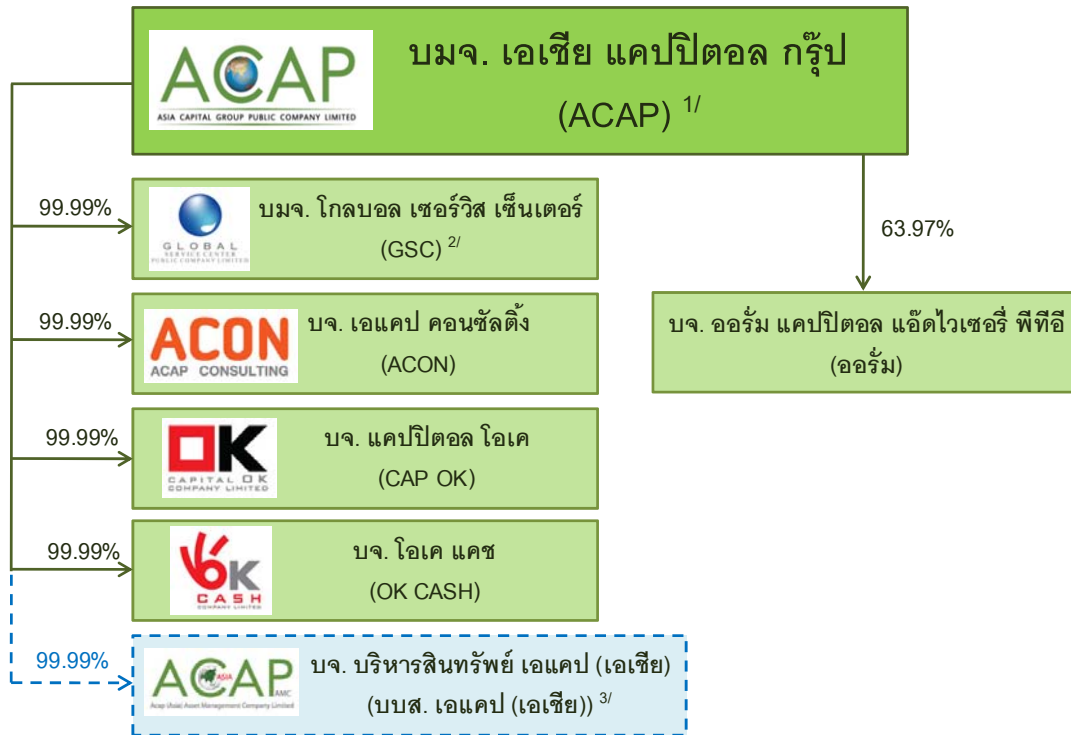 ACAP
ASIA CAPITAL GROUP PUBLIC COMPANY LIMITED
บมจ. เอเชีย แคปปิตอล กรุ๊ป
(ACAP) 1/
99.99%
GLOBAL
SERVICE CENTER
PUBLIC COMPANY LIMITED
บมจ. โกลบอล เซอร์วิส เซ็นเตอร์
(GSC) 2/
63.97%
บจ. ออรั่ม แคปปิตอล แอ๊ดไวเซอรี่ พีทีอี
(ออรั่ม)
99.99%
ACON
ACAP CONSULTING
บจ. เอแคป คอนซัลติ้ง
(ACON)
99.99%
OK
CAPITAL OK
COMPANY LIMITED
บจ. แคปปิตอล โอเค
(CAP OK)
99.99%
OK
CASH
COMPANY LIMITED
บจ. โอเค แคช
(OK CASH)
99.99%
ACAP
ASIA
AMC
Acap (Asia) Asset Management Company Limited
บจ. บริหารสินทรัพย์ เอแคป (เอเชีย)
(บบส. เอแคป (เอเชีย)) 3/